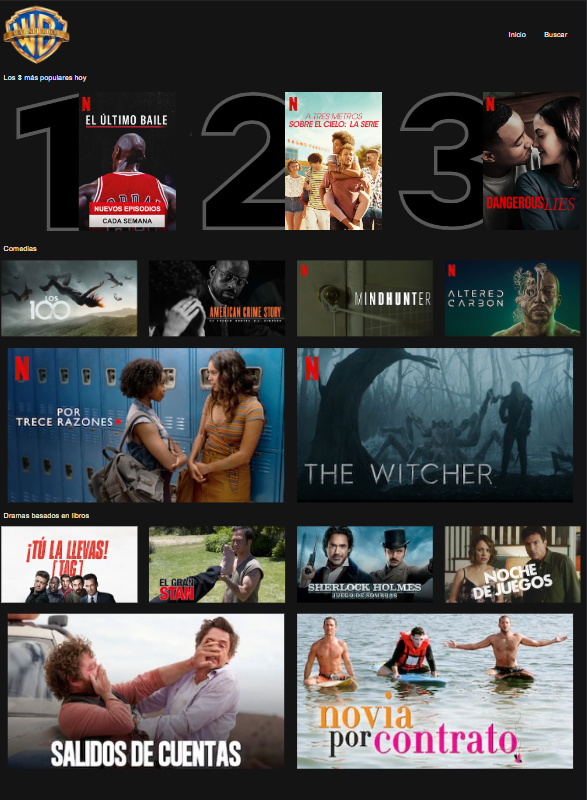 WB
Inicio Buscar
Los 3 más populares hoy
1 2 3
N
EL ÚLTIMO BAILE
NUEVOS EPISODIOS
CADA SEMANA
N
A TRES METROS
SOBRE EL CIELO: LA SERIE
N
DANGEROUS LIES
Comedias
LOS
100
AMERICAN CRIME STORY
N
MINDHUNTER
N
ALTERED
CARBON
N
POR
TRECE RAZONES
N
THE WITCHER
Dramas basados en libros
¡TÚ LA LLEVAS!
[TAG]
EL GRAN
STAN
SHERLOCK HOLMES
JUEGO DE SOMBRAS
NOCHE
DE JUEGOS
SALIDOS DE CUENTAS
novia
por contrato